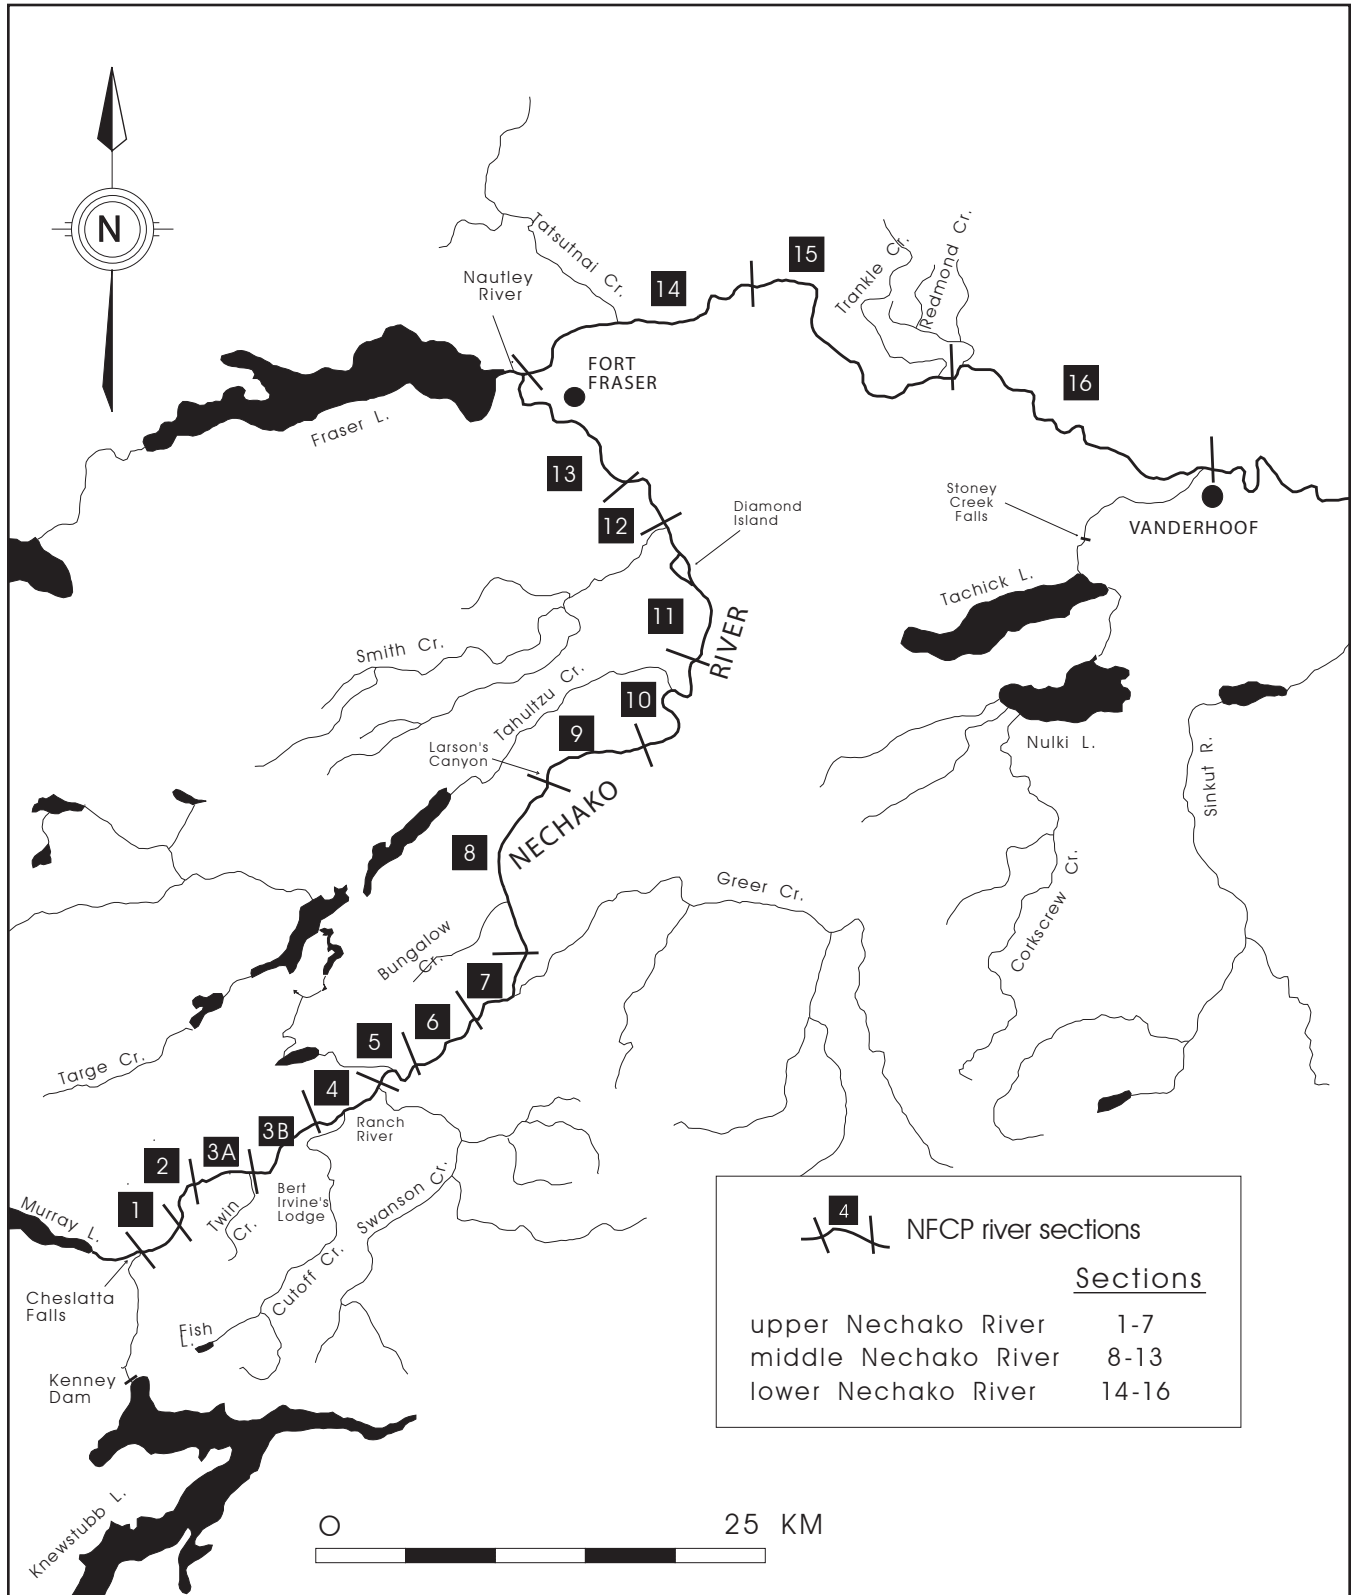 N
Tatsutnai Cr.
Nautley
River
14
15
Trankle Cr.
Redmond Cr.
FORT
FRASER
16
Fraser L.
13
12
Diamond
Island
Stoney
Creek
Falls
VANDERHOOF
Tachick L.
11
RIVER
Smith Cr.
Tahultzu Cr.
10
9
Larson's
Canyon
Nulki L.
Sinkut R.
NECHAKO
8
Greer Cr.
Corkscrew Cr.
Bungalow
Cr.
7
6
5
Targe Cr.
4
Ranch
River
3B
3A
2
1
Murray L.
Twin
Cr.
Bert
Irvine's
Lodge
Swanson Cr.
Cutoff Cr.
Cheslatta
Falls
Fish
L.
Kenney
Dam
Knewstubb L.
4
NFCP river sections
Sections
upper Nechako River 1-7
middle Nechako River 8-13
lower Nechako River 14-16
O 25 KM